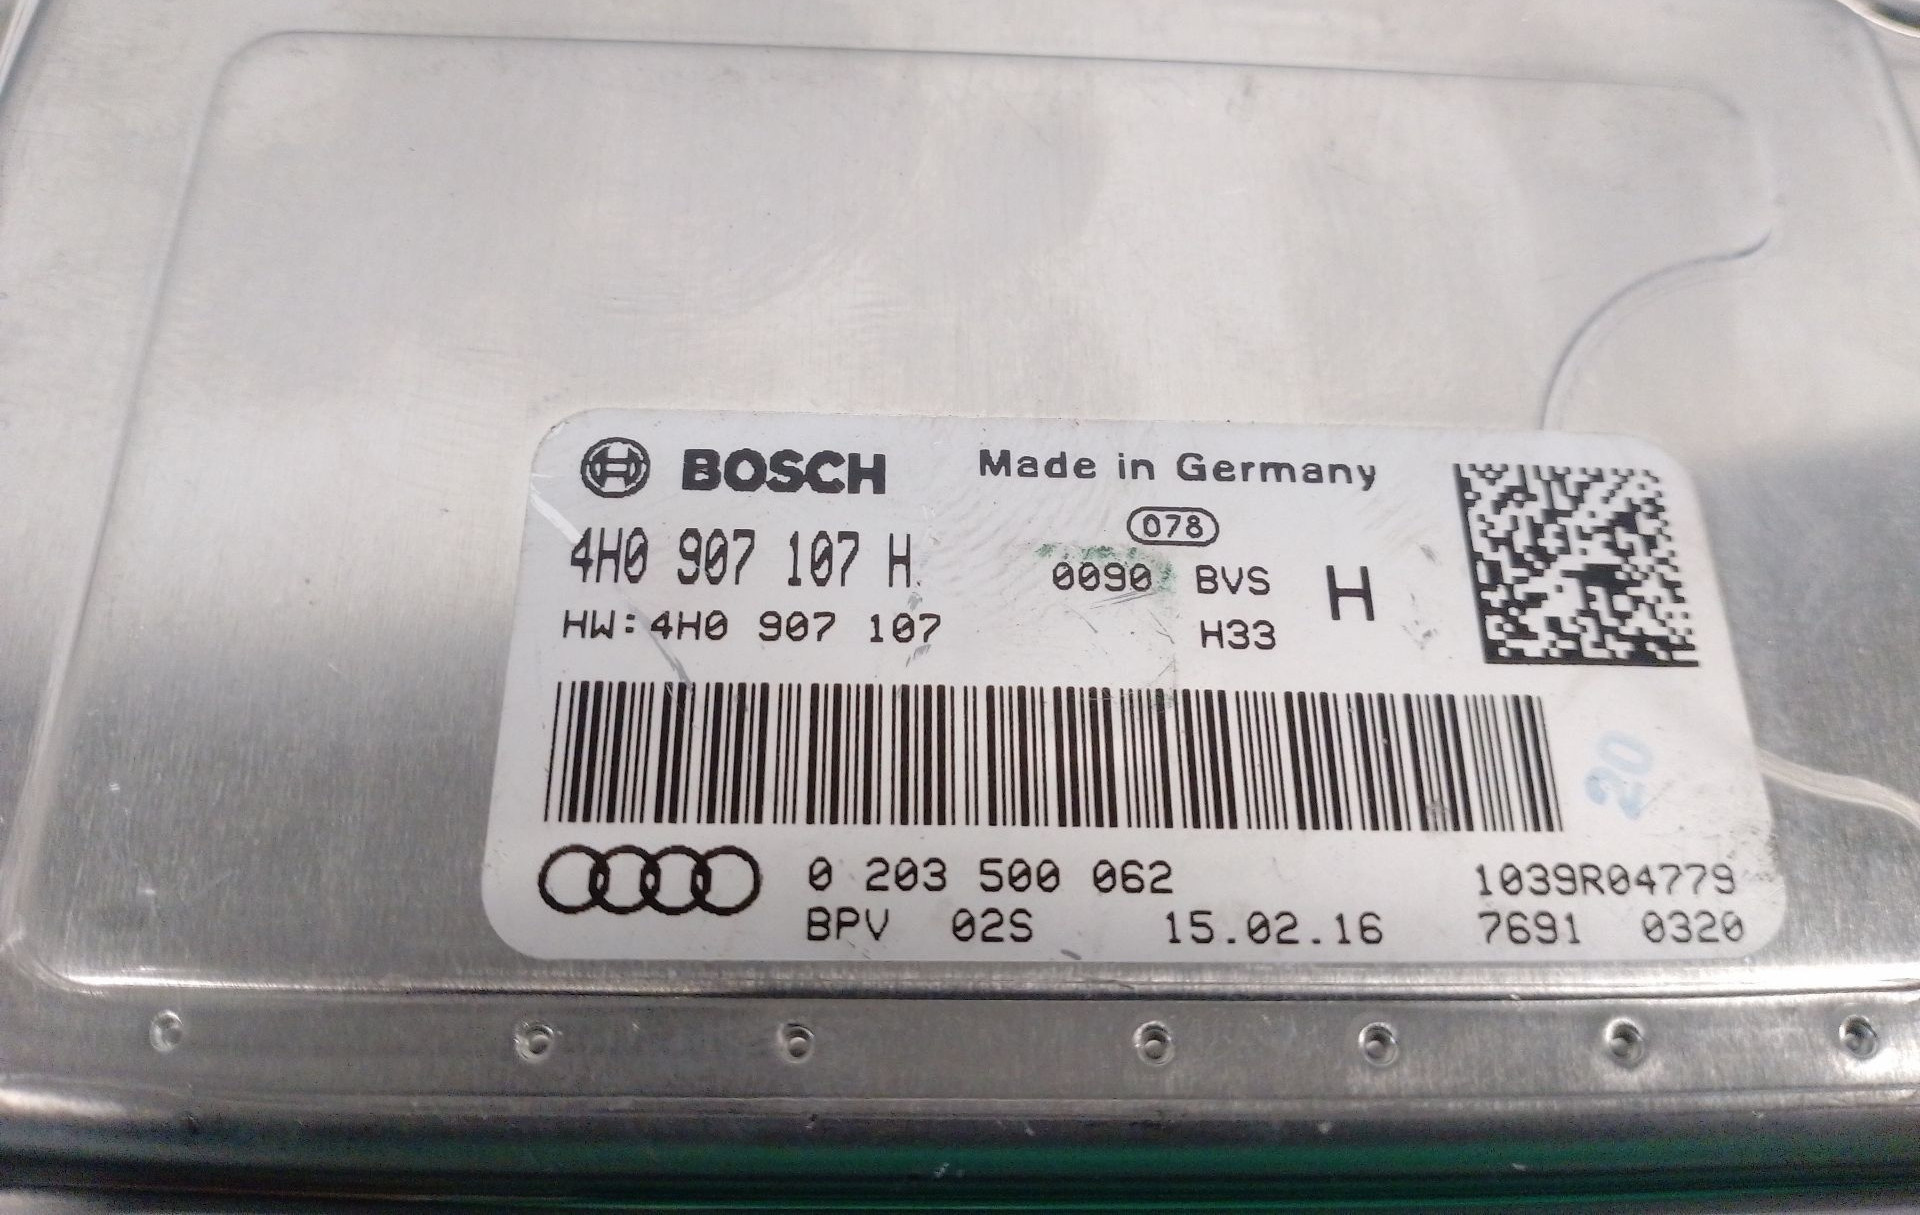 BOSCH Made in Germany
078
4H0 907 107 H 0090 BVS H
HW:4H0 907 107 H33
20
0 203 500 062 1039R04779
BPV 02S 15.02.16 7691 0320